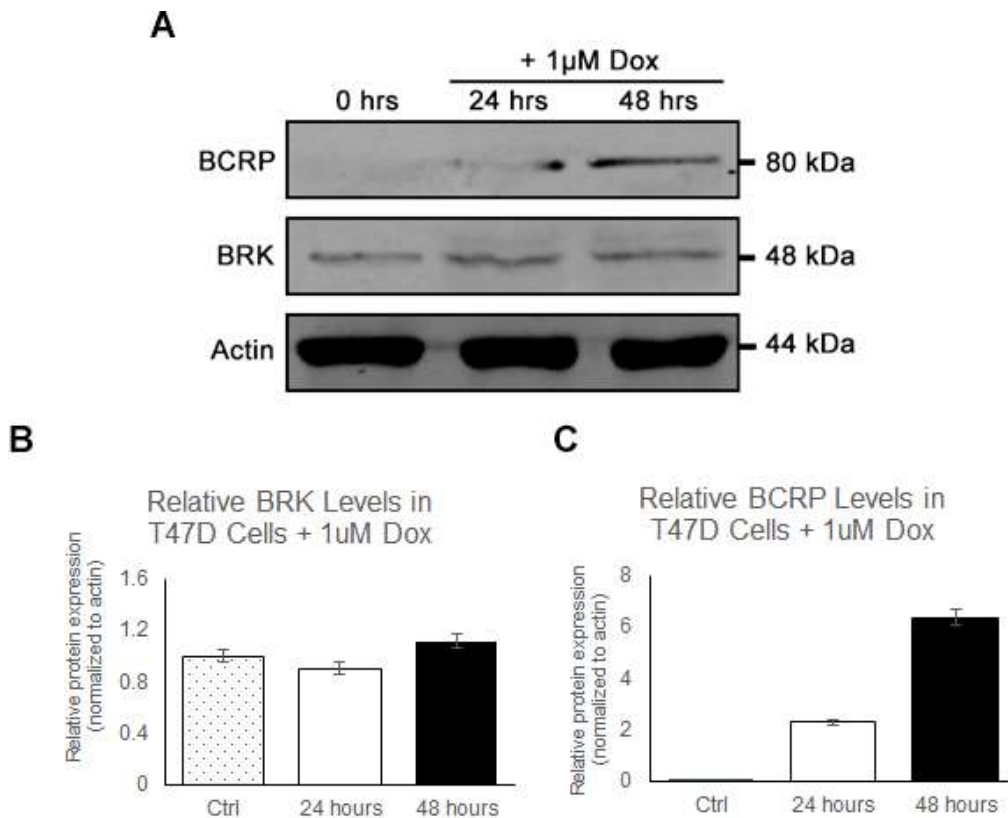 A
+ 1µM Dox
0 hrs 24 hrs 48 hrs
BCRP 80 kDa
BRK 48 kDa
Actin 44 kDa
B
Relative BRK Levels in
T47D Cells + 1uM Dox
Relative protein expression
(normalized to actin)
1.6
1.2
0.8
0.4
0
Ctrl 24 hours 48 hours
C
Relative BCRP Levels in
T47D Cells + 1uM Dox
Relative protein expression
(normalized to actin)
8
6
4
2
0
Ctrl 24 hours 48 hours